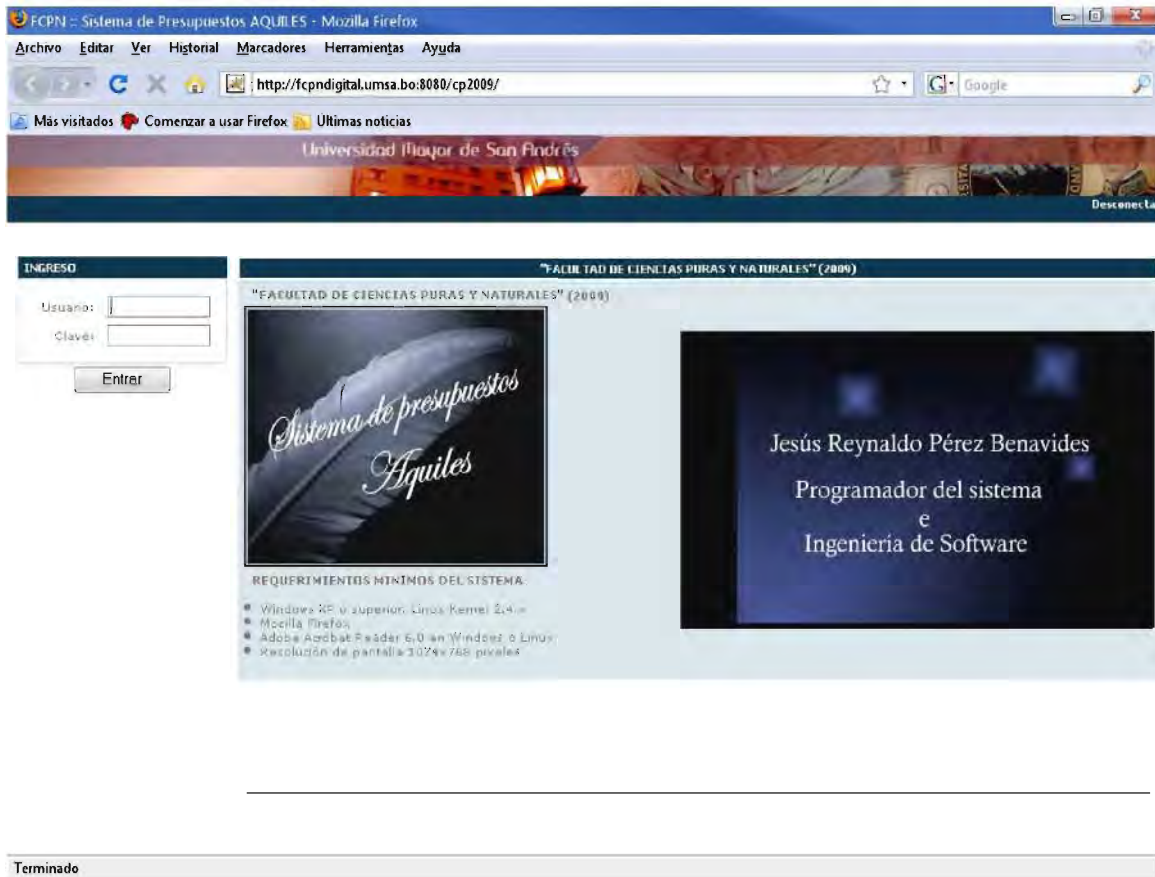 FCPN :: Sistema de Presupuestos AQUILES - Mozilla Firefox
Archivo Editar Ver Historial Marcadores Herramientas Ayuda
http://fcpndigital.umsa.bo:8080/cp2009/
Google
Más visitados Comenzar a usar Firefox Últimas noticias
Universidad Mayor de San Andrés
Desconecta
INGRESO
Usuario:
Clave:
Entrar
"FACULTAD DE CIENCIAS PURAS Y NATURALES" (2009)
"FACULTAD DE CIENCIAS PURAS Y NATURALES" (2009)
Sistema de presupuestos
Aquiles
Jesús Reynaldo Pérez Benavides
Programador del sistema
e
Ingenieria de Software
REQUERIMIENTOS MINIMOS DEL SISTEMA
Windows XP o superior, Linux Kernel 2.4.x
Mozilla Firefox
Adobe Acrobat Reader 6.0 en Windows o Linux
Resolución de pantalla 1024x768 pixeles
Terminado